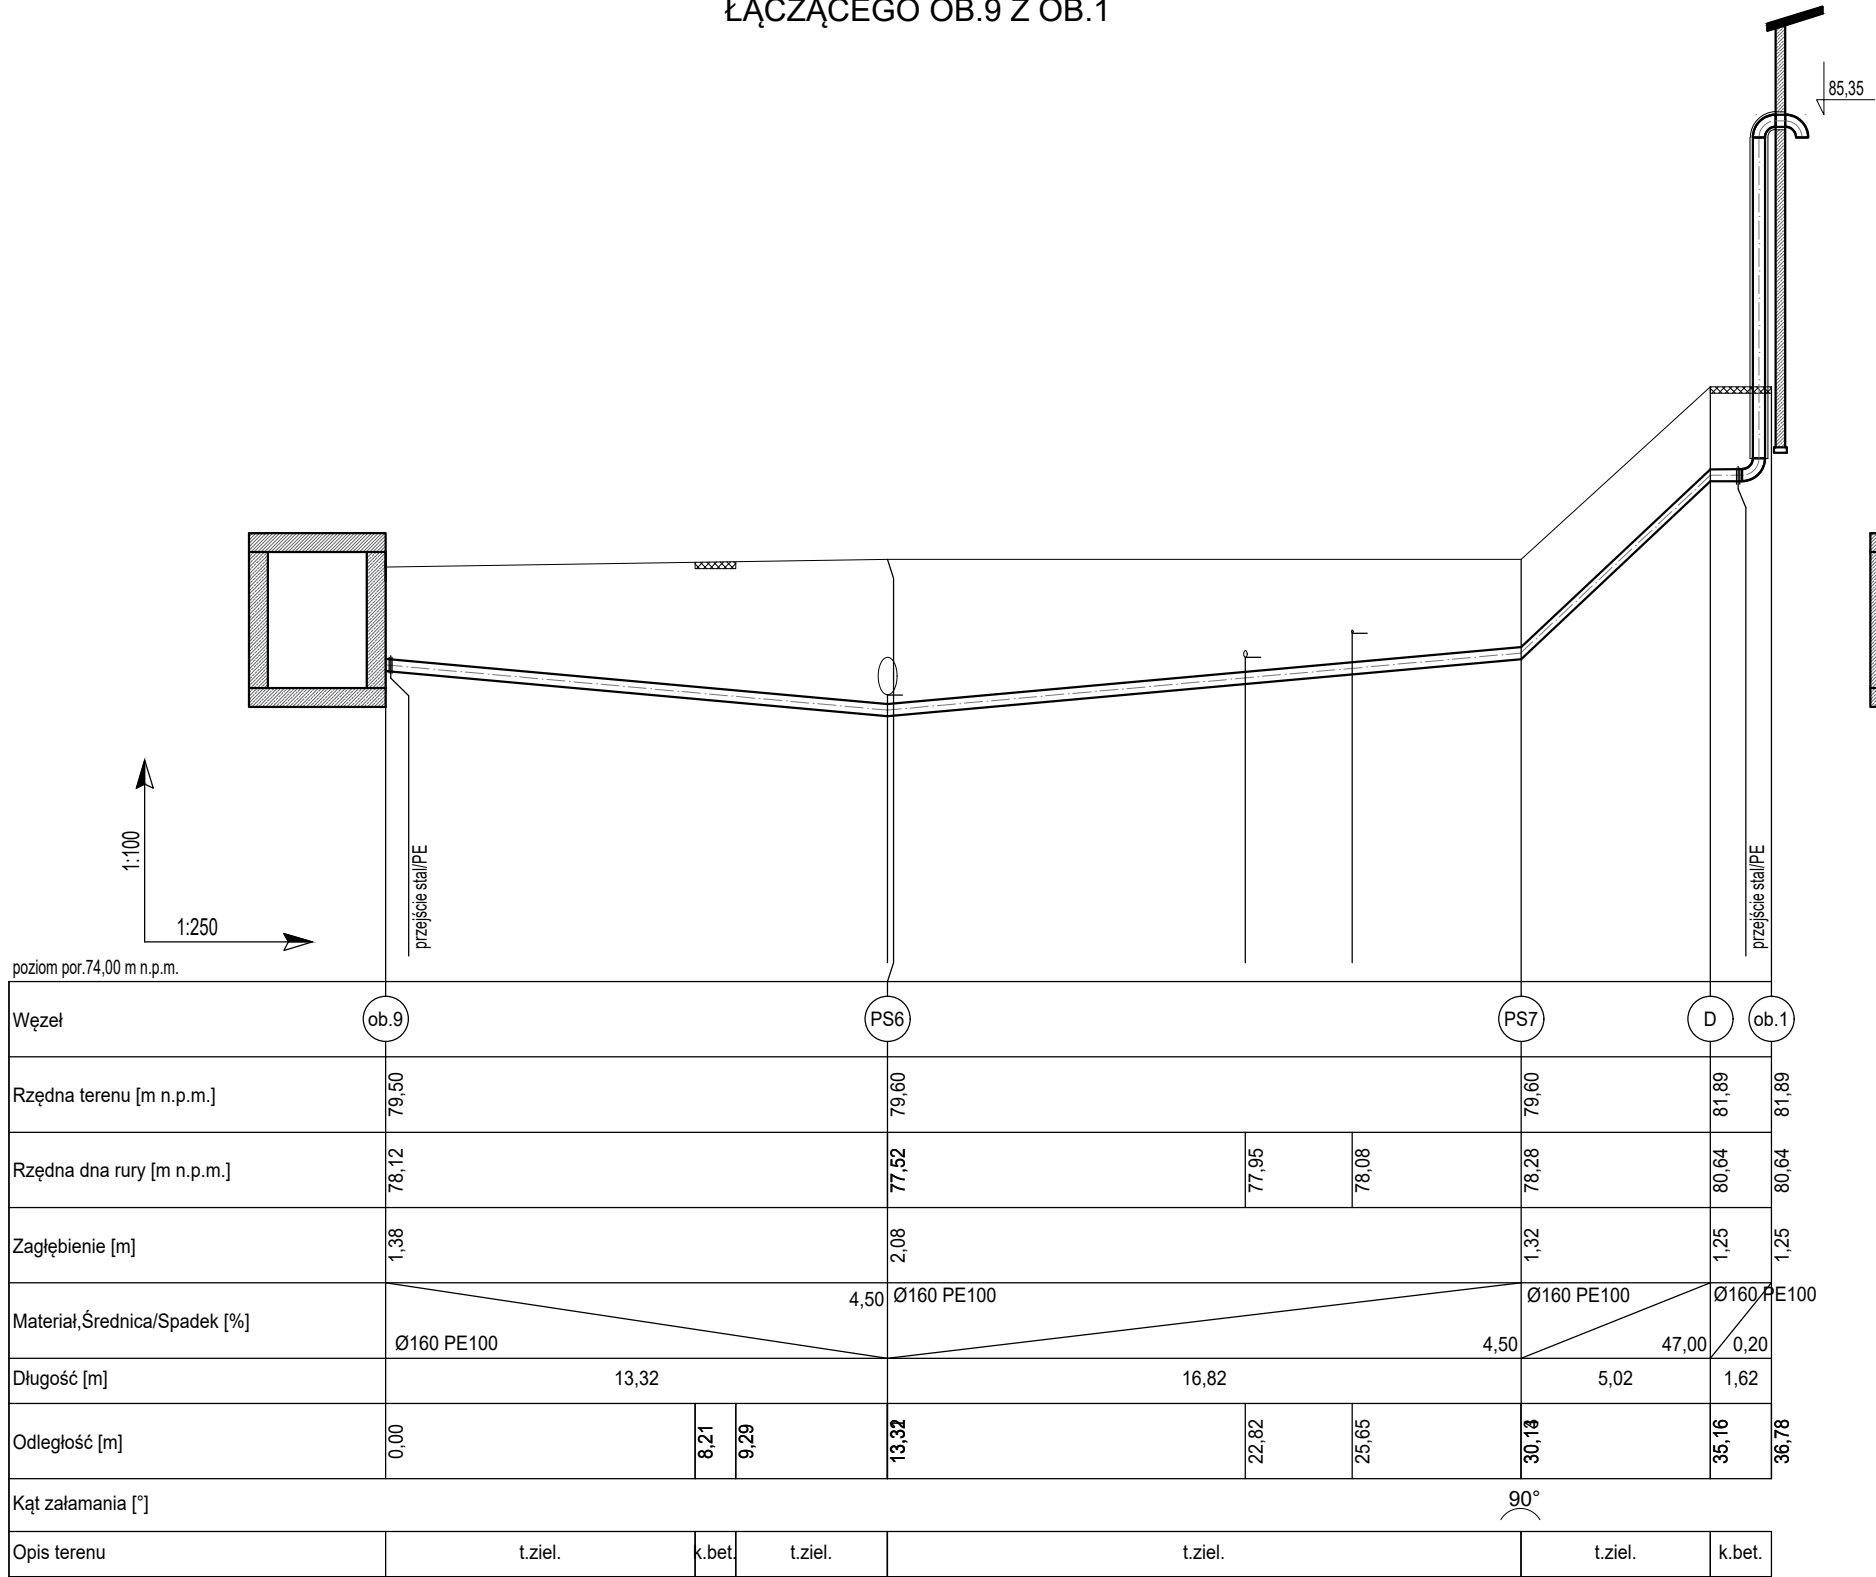 ŁĄCZĄCEGO OB.9 Z OB.1
85,35
1:100
1:250
przejście stal/PE
przejście stal/PE
poziom por.74,00 m n.p.m.
Węzeł ob.9 PS6 PS7 D ob.1
Rzędna terenu [m n.p.m.] 79,50 79,60 79,60 81,89 81,89
Rzędna dna rury [m n.p.m.] 78,12 77,52 77,95 78,08 78,28 80,64 80,64
Zagłębienie [m] 1,38 2,08 1,32 1,25 1,25
Materiał,Średnica/Spadek [%] Ø160 PE100 4,50 Ø160 PE100 4,50 Ø160 PE100 47,00 Ø160 PE100 0,20
Długość [m] 13,32 16,82 5,02 1,62
Odległość [m] 0,00 8,21 9,29 13,32 22,82 25,65 35,16 36,78
Kąt załamania [°] 90°
Opis terenu t.ziel. k.bet. t.ziel. t.ziel. t.ziel. k.bet.